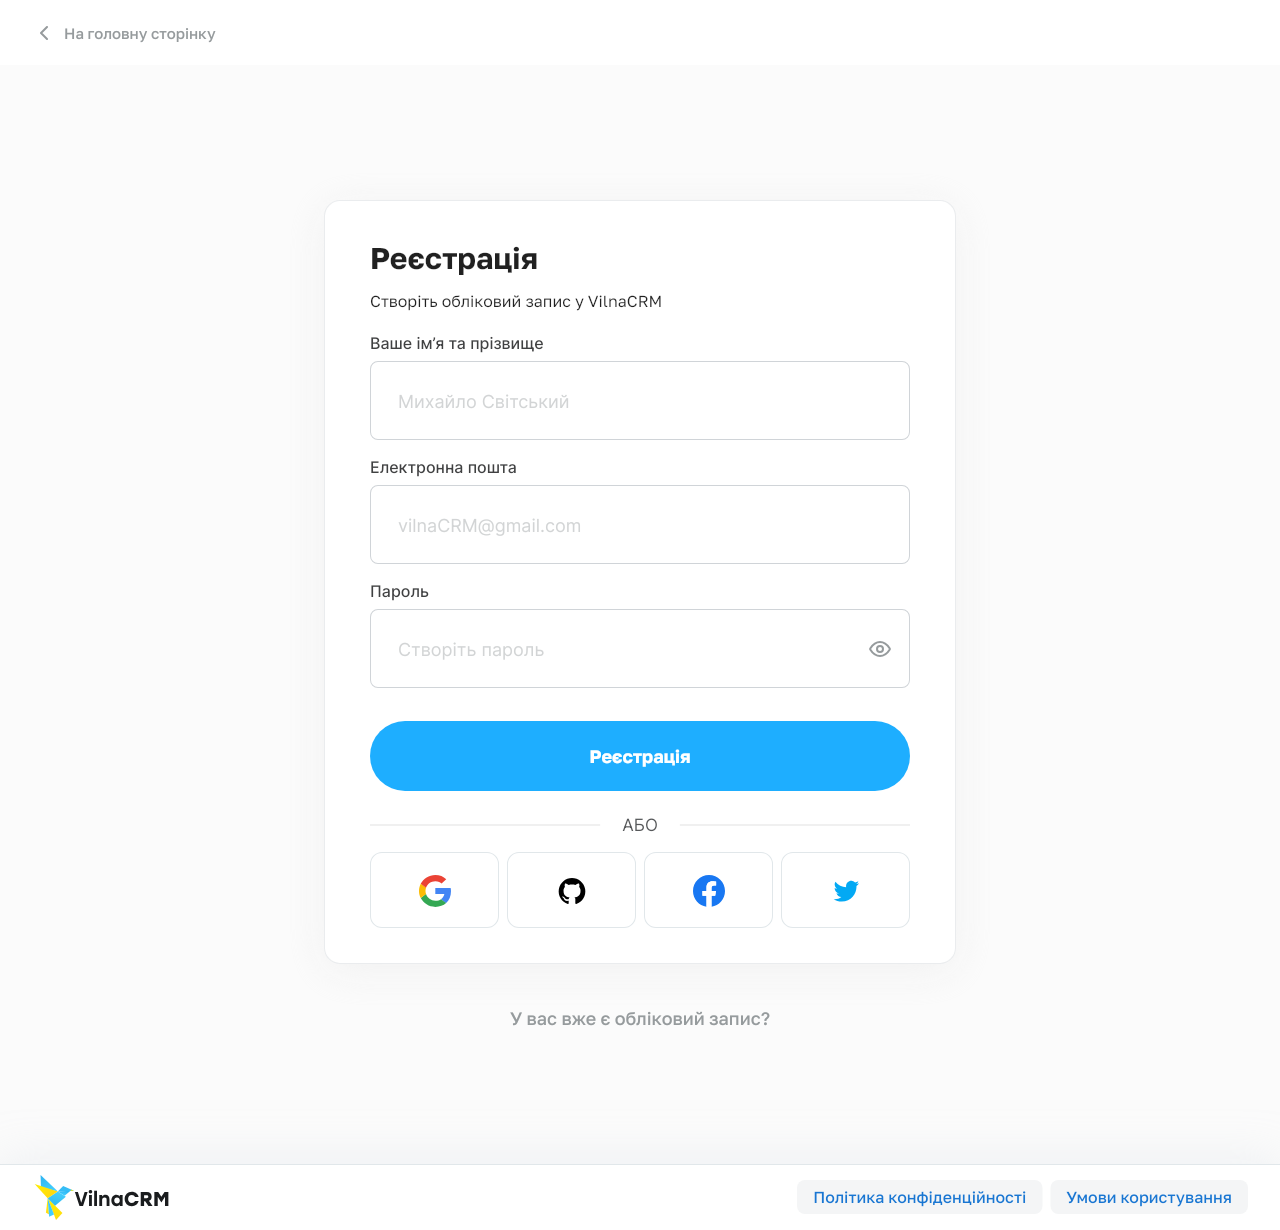 На головну сторінку
Реєстрація
Створіть обліковий запис у VilnaCRM
Ваше ім’я та прізвище
Михайло Світський
Електронна пошта
vilnaCRM@gmail.com
Пароль
Створіть пароль
Реєстрація
АБО
У вас вже є обліковий запис?
VilnaCRM
Політика конфіденційності
Умови користування